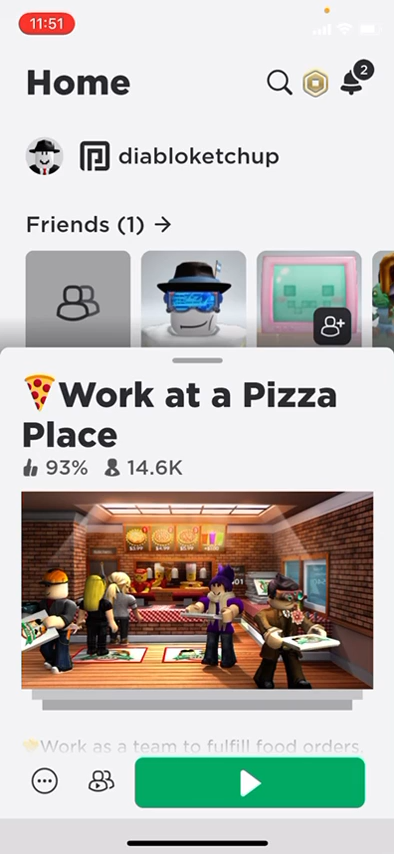 11:51
Home
2
diabloketchup
Friends (1) →
🍕Work at a Pizza
Place
93% 14.6K
Work as a team to fulfill food orders,